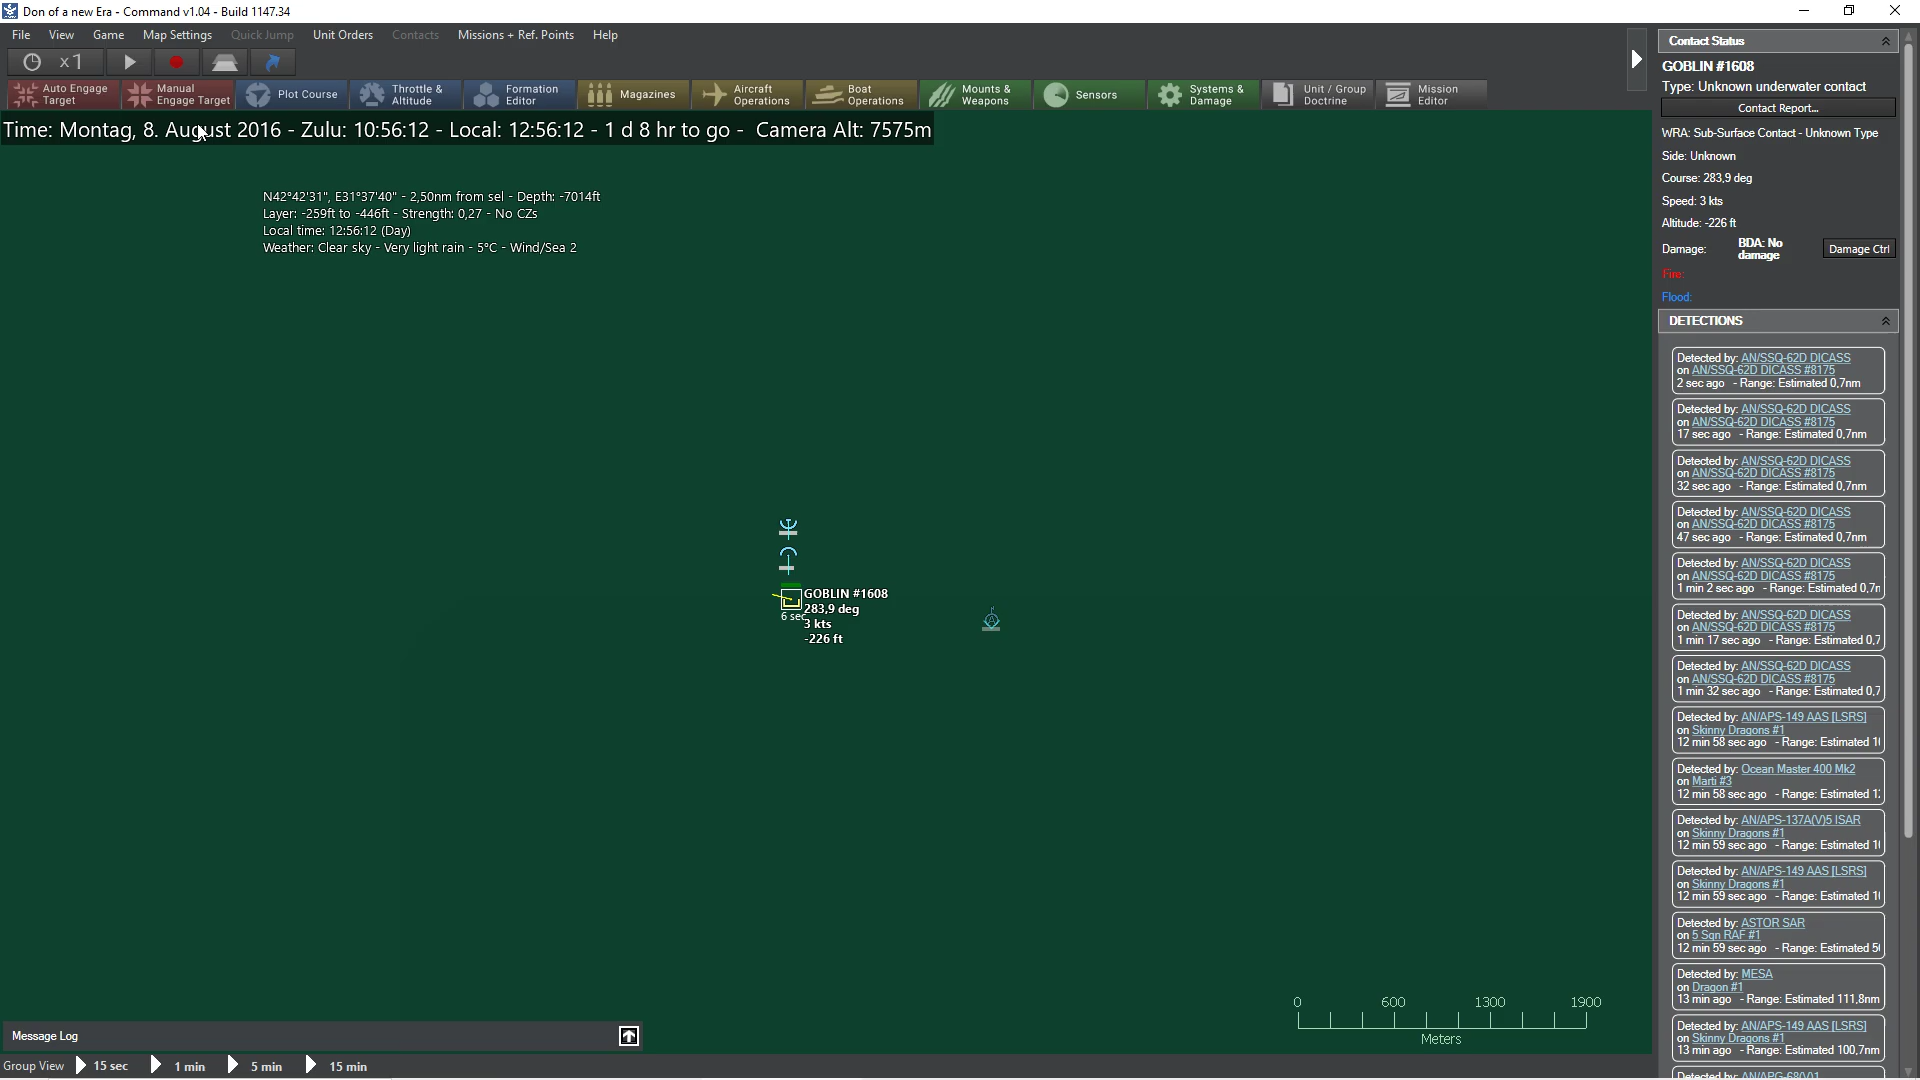 Don of a new Era - Command v1.04 - Build 1147.34
File View Game Map Settings Quick Jump Unit Orders Contacts Missions + Ref. Points Help
x1
Auto Engage Target
Manual Engage Target
Plot Course
Throttle & Altitude
Formation Editor
Magazines
Aircraft Operations
Boat Operations
Mounts & Weapons
Sensors
Systems & Damage
Unit / Group Doctrine
Mission Editor
Time: Montag, 8. August 2016 - Zulu: 10:56:12 - Local: 12:56:12 - 1 d 8 hr to go - Camera Alt: 7575m
N42°42'31", E31°37'40" - 2,50nm from sel - Depth: -7014ft
Layer: -259ft to -446ft - Strength: 0,27 - No CZs
Local time: 12:56:12 (Day)
Weather: Clear sky - Very light rain - 5°C - Wind/Sea 2
GOBLIN #1608
283,9 deg
6 sec
3 kts
-226 ft
0 600 1300 1900
Meters
Message Log
Group View 15 sec 1 min 5 min 15 min
Contact Status
GOBLIN #1608
Type: Unknown underwater contact
Contact Report...
WRA: Sub-Surface Contact - Unknown Type
Side: Unknown
Course: 283,9 deg
Speed: 3 kts
Altitude: -226 ft
Damage: BDA: No damage Damage Ctrl
Fire:
Flood:
DETECTIONS
Detected by: AN/SSQ-62D DICASS
on AN/SSQ-62D DICASS #8175
2 sec ago - Range: Estimated 0,7nm
Detected by: AN/SSQ-62D DICASS
on AN/SSQ-62D DICASS #8175
17 sec ago - Range: Estimated 0,7nm
Detected by: AN/SSQ-62D DICASS
on AN/SSQ-62D DICASS #8175
32 sec ago - Range: Estimated 0,7nm
Detected by: AN/SSQ-62D DICASS
on AN/SSQ-62D DICASS #8175
47 sec ago - Range: Estimated 0,7nm
Detected by: AN/SSQ-62D DICASS
on AN/SSQ-62D DICASS #8175
1 min 2 sec ago - Range: Estimated 0,7n
Detected by: AN/SSQ-62D DICASS
on AN/SSQ-62D DICASS #8175
1 min 17 sec ago - Range: Estimated 0,7
Detected by: AN/SSQ-62D DICASS
on AN/SSQ-62D DICASS #8175
1 min 32 sec ago - Range: Estimated 0,7
Detected by: AN/APS-149 AAS [LSRS]
on Skinny Dragons #1
12 min 58 sec ago - Range: Estimated
Detected by: Ocean Master 400 Mk2
on Marti #3
12 min 58 sec ago - Range: Estimated
Detected by: AN/APS-137A(V)5 ISAR
on Skinny Dragons #1
12 min 59 sec ago - Range: Estimated
Detected by: AN/APS-149 AAS [LSRS]
on Skinny Dragons #1
12 min 59 sec ago - Range: Estimated
Detected by: ASTOR SAR
on 5 Sqn RAF #1
12 min 59 sec ago - Range: Estimated
Detected by: MESA
on Dragon #1
13 min ago - Range: Estimated 111,8nm
Detected by: AN/APS-149 AAS [LSRS]
on Skinny Dragons #1
13 min ago - Range: Estimated 100,7nm
Detected by: